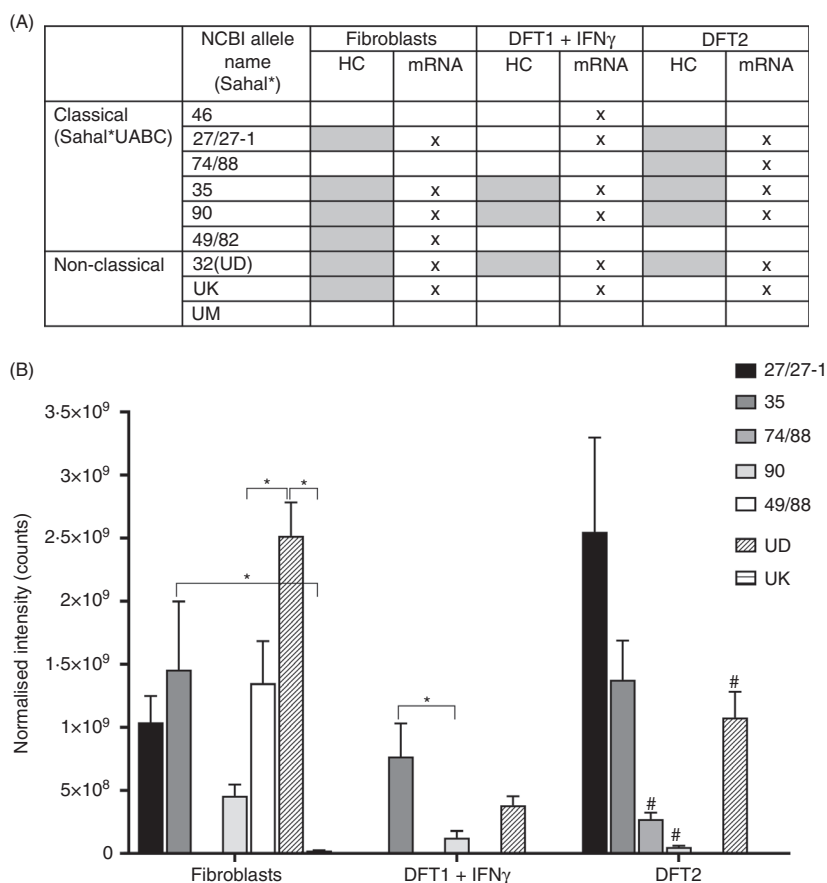 (A)
NCBI allele name (Sahal*) Fibroblasts DFT1 + IFNγ DFT2
HC mRNA HC mRNA HC mRNA
Classical (Sahal*UABC) 46 x
27/27-1 x x x
74/88 x
35 x x x
90 x x x
49/82 x
Non-classical 32(UD) x x x
UK x x x
UM
(B)
27/27-1
35
74/88
90
49/88
UD
UK
Normalised intensity (counts)
3·5×10⁹
3×10⁹
2·5×10⁹
2×10⁹
1·5×10⁹
1×10⁹
5×10⁸
0
* *
*
*
#
# #
Fibroblasts DFT1 + IFNγ DFT2